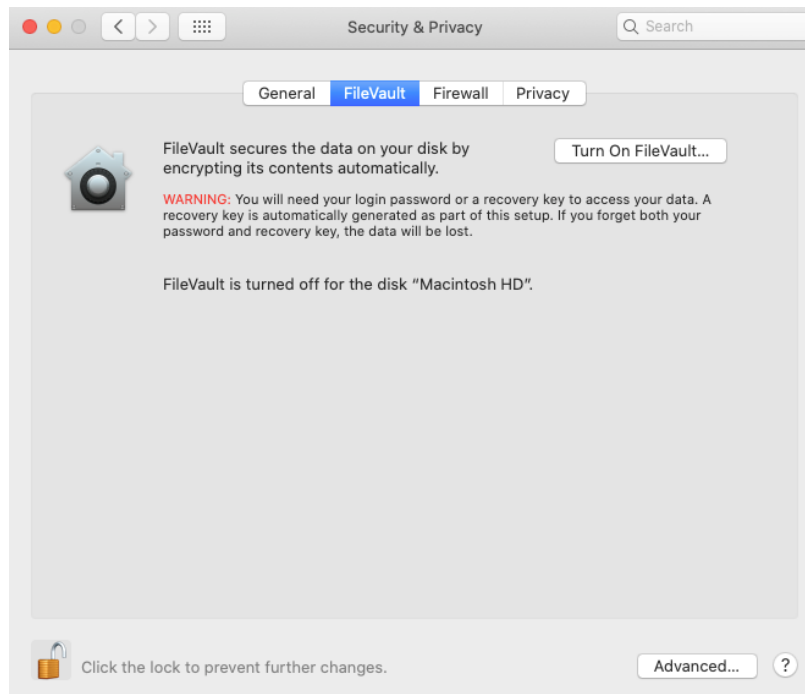 Security & Privacy
Search
General FileVault Firewall Privacy
FileVault secures the data on your disk by
encrypting its contents automatically.
Turn On FileVault...
WARNING: You will need your login password or a recovery key to access your data. A
recovery key is automatically generated as part of this setup. If you forget both your
password and recovery key, the data will be lost.
FileVault is turned off for the disk “Macintosh HD”.
Click the lock to prevent further changes.
Advanced...
?